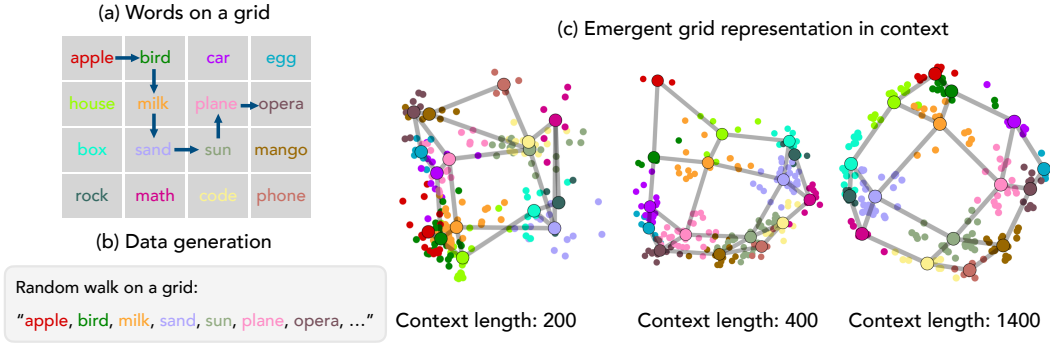 (a) Words on a grid
apple bird car egg
house milk plane opera
box sand sun mango
rock math code phone
(b) Data generation
Random walk on a grid:
“apple, bird, milk, sand, sun, plane, opera, ...”
(c) Emergent grid representation in context
Context length: 200
Context length: 400
Context length: 1400